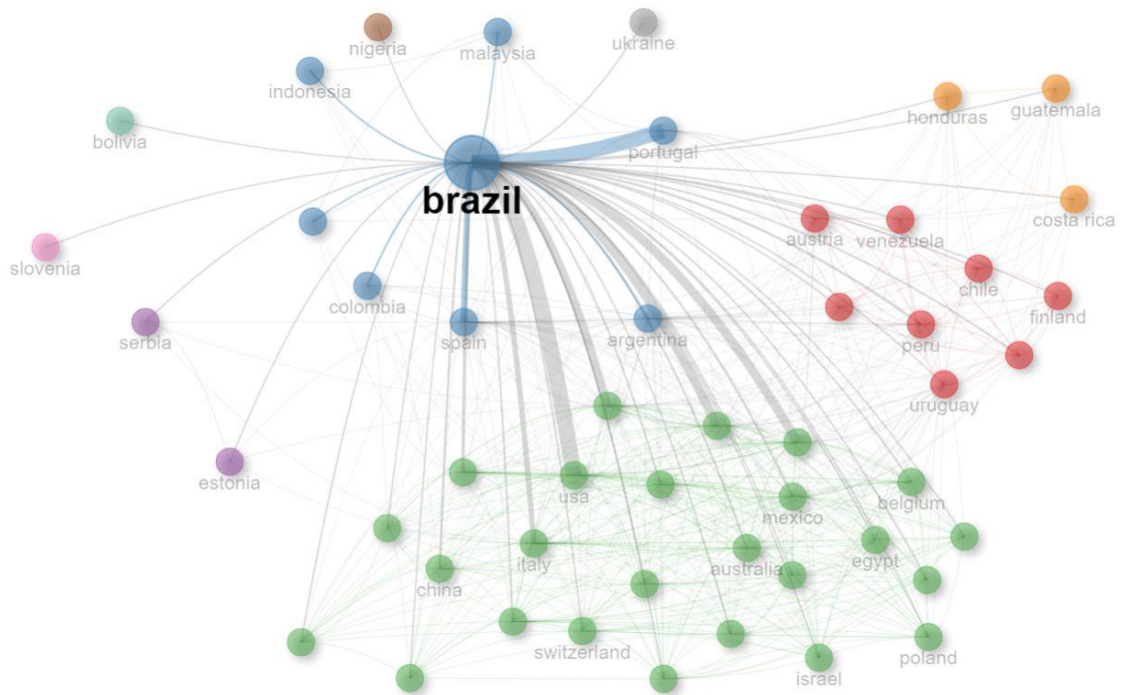 nigeria
malaysia
ukraine
indonesia
bolivia
portugal
honduras
guatemala
brazil
slovenia
austria
venezuela
costa rica
colombia
chile
serbia
spain
argentina
peru
finland
uruguay
estonia
usa
mexico
belgium
italy
australia
egypt
china
switzerland
israel
poland